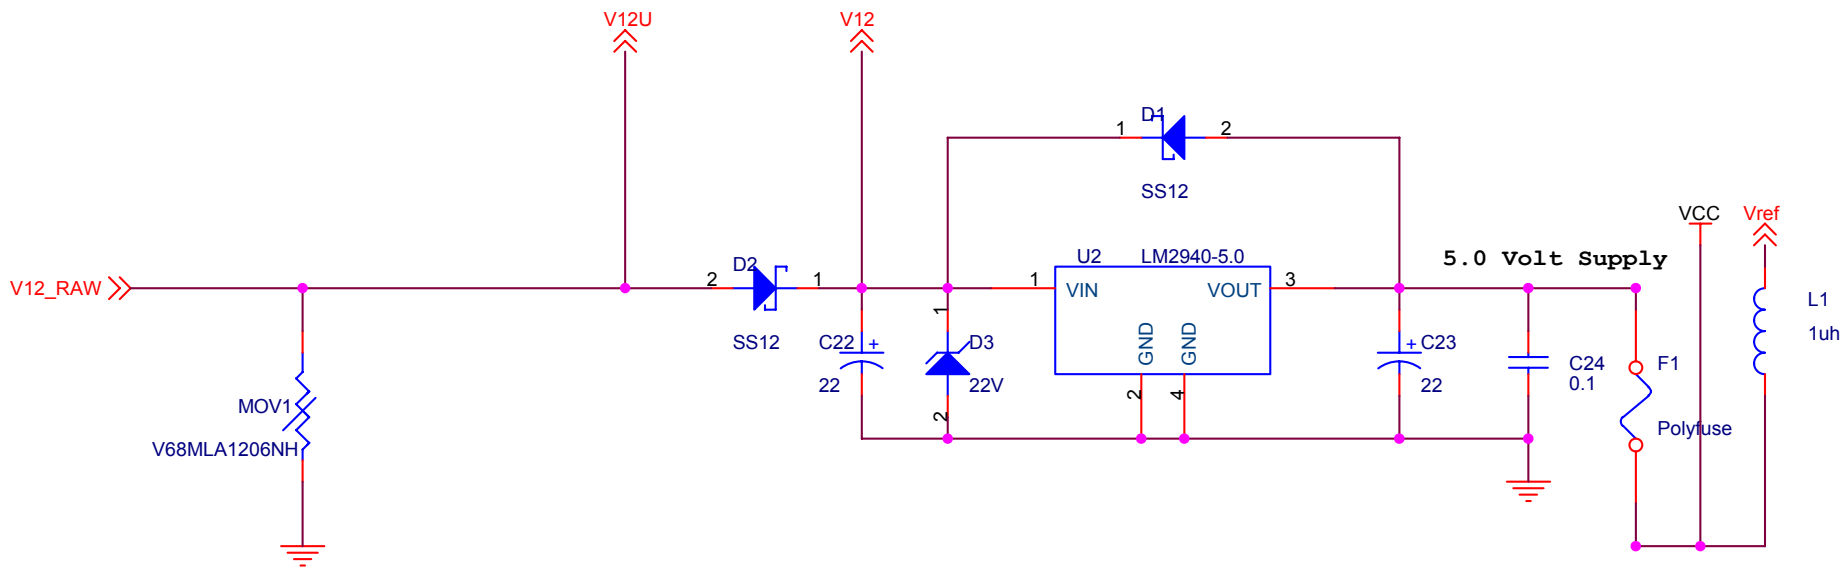 V12U
V12
D1
1
2
SS12
VCC
Vref
U2
LM2940-5.0
5.0 Volt Supply
V12_RAW
2
D2
1
1
VIN
VOUT
3
L1
1uh
1
SS12
C22
+
D3
GND
GND
+
C23
C24
0.1
F1
22
22V
2
2
4
22
MOV1
Polyfuse
V68MLA1206NH